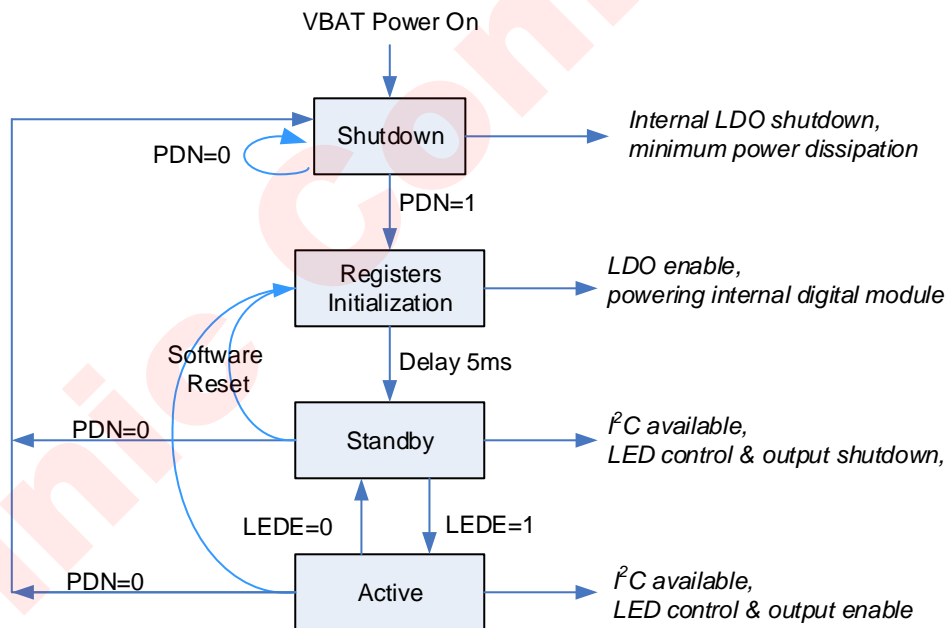 VBAT Power On
Shutdown
Internal LDO shutdown,
minimum power dissipation
PDN=0
PDN=1
Registers
Initialization
LDO enable,
powering internal digital module
Software
Reset
Delay 5ms
PDN=0
Standby
I²C available,
LED control & output shutdown,
LEDE=0
LEDE=1
PDN=0
Active
I²C available,
LED control & output enable